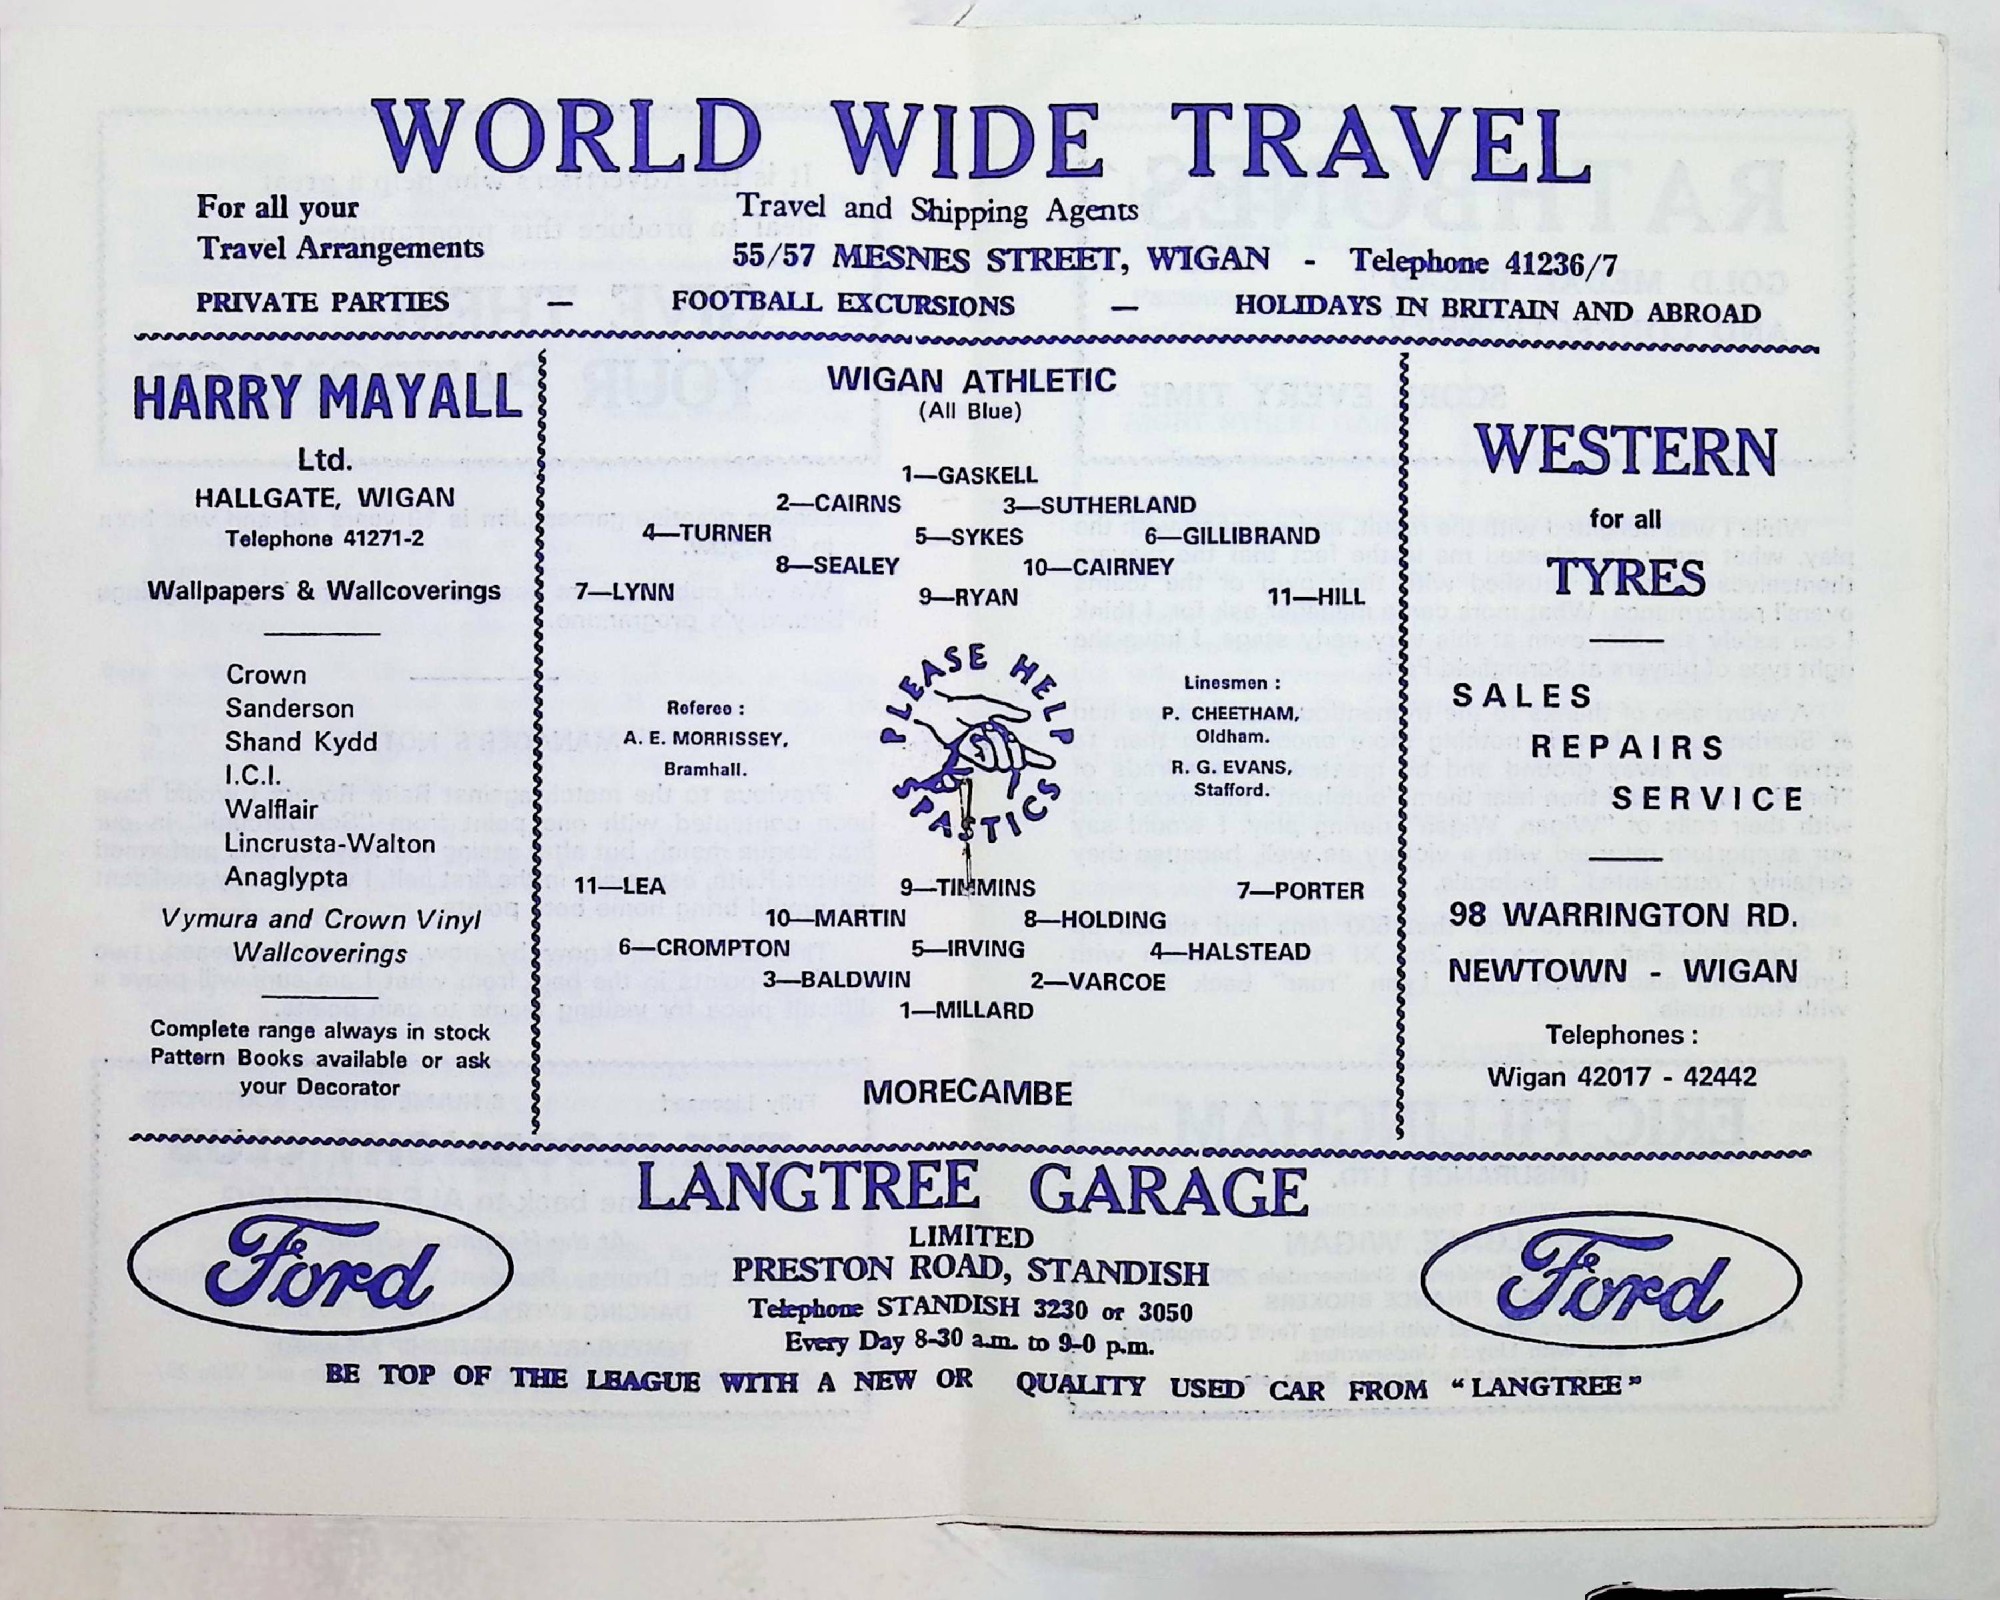 WORLD WIDE TRAVEL
For all your
Travel Arrangements
Travel and Shipping Agents
55/57 MESNES STREET, WIGAN - Telephone 41236/7
PRIVATE PARTIES — FOOTBALL EXCURSIONS — HOLIDAYS IN BRITAIN AND ABROAD
HARRY MAYALL
Ltd.
HALLGATE, WIGAN
Telephone 41271-2
Wallpapers & Wallcoverings
Crown
Sanderson
Shand Kydd
I.C.I.
Walflair
Lincrusta-Walton
Anaglypta
Vymura and Crown Vinyl
Wallcoverings
Complete range always in stock
Pattern Books available or ask
your Decorator
WIGAN ATHLETIC
(All Blue)
1—GASKELL
2—CAIRNS 3—SUTHERLAND
4—TURNER 5—SYKES 6—GILLIBRAND
8—SEALEY 10—CAIRNEY
7—LYNN 9—RYAN 11—HILL
Referee :
A. E. MORRISSEY,
Bramhall.
PLEASE HELP
SPASTICS
Linesmen :
P. CHEETHAM,
Oldham.
R. G. EVANS,
Stafford.
11—LEA 9—TIMMINS 7—PORTER
10—MARTIN 8—HOLDING
6—CROMPTON 5—IRVING 4—HALSTEAD
3—BALDWIN 2—VARCOE
1—MILLARD
MORECAMBE
WESTERN
for all
TYRES
SALES
REPAIRS
SERVICE
98 WARRINGTON RD.
NEWTOWN - WIGAN
Telephones :
Wigan 42017 - 42442
Ford
LANGTREE GARAGE
LIMITED
PRESTON ROAD, STANDISH
Telephone STANDISH 3230 or 3050
Every Day 8-30 a.m. to 9-0 p.m.
Ford
BE TOP OF THE LEAGUE WITH A NEW OR QUALITY USED CAR FROM "LANGTREE"